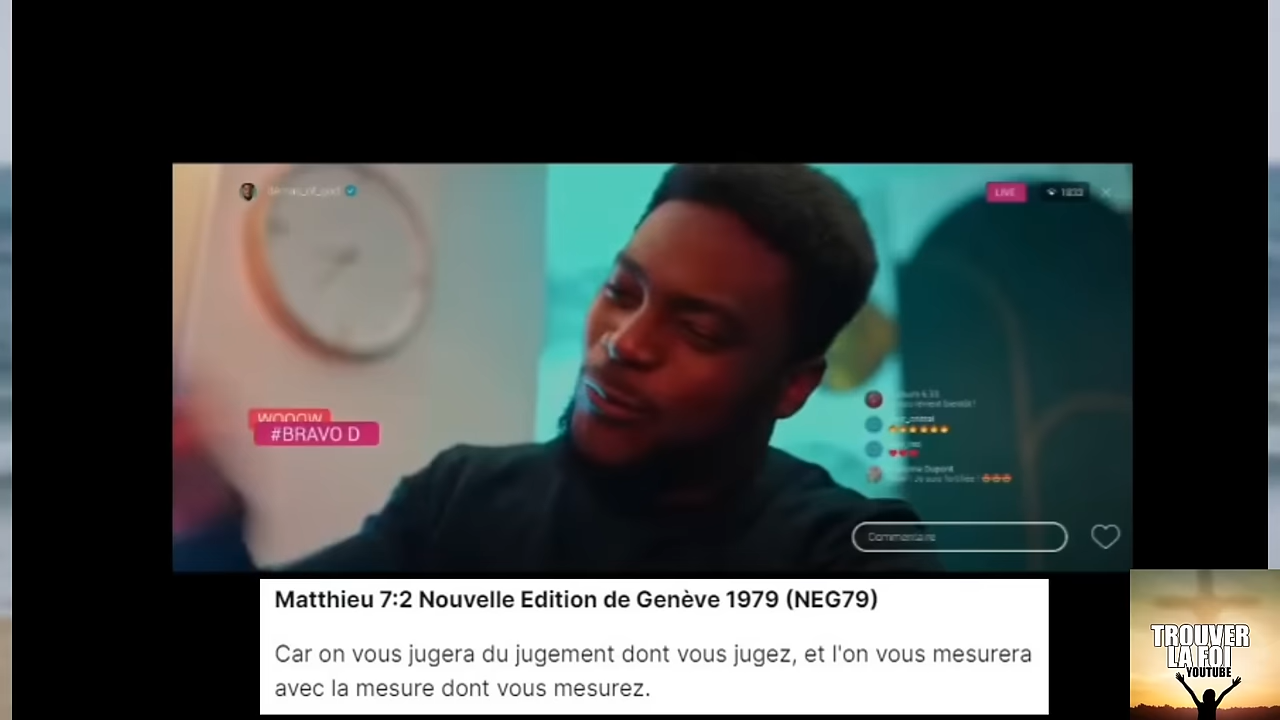 LIVE
1833
WOOOW
#BRAVO D
Commentaire
Matthieu 7:2 Nouvelle Edition de Genève 1979 (NEG79)
Car on vous jugera du jugement dont vous jugez, et l'on vous mesurera
avec la mesure dont vous mesurez.
TROUVER
LA FOI
YOUTUBE